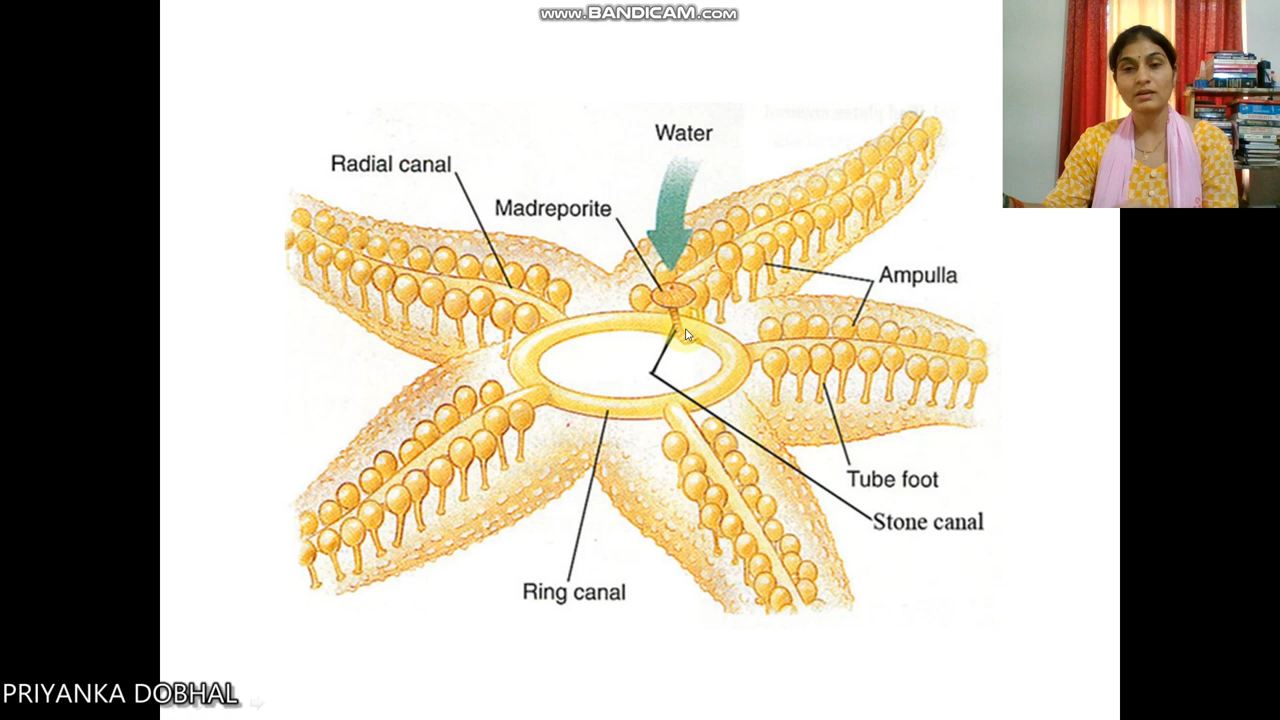 www.BANDICAM.com
Water
Radial canal
Madreporite
Ampulla
Tube foot
Stone canal
Ring canal
PRIYANKA DOBHAL